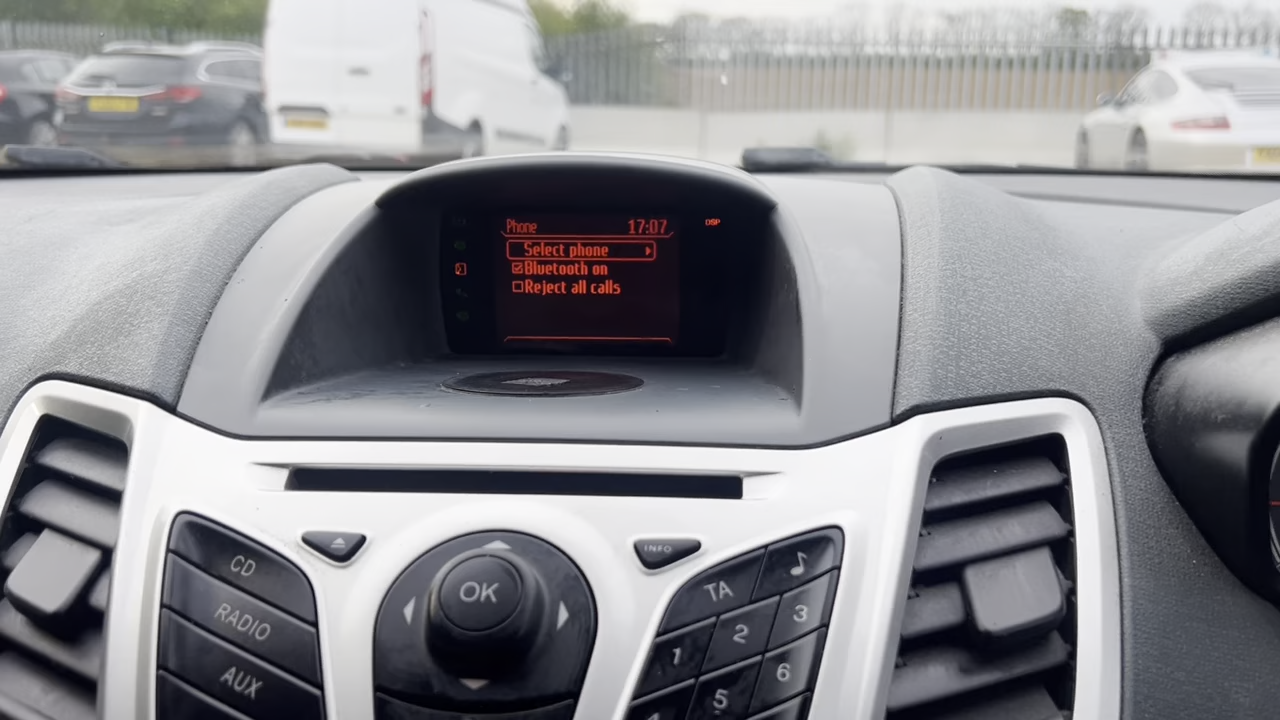 Phone 17:07 DSP
Select phone
Bluetooth on
Reject all calls
CD
RADIO
AUX
OK
INFO
TA
1
2
3
5
6